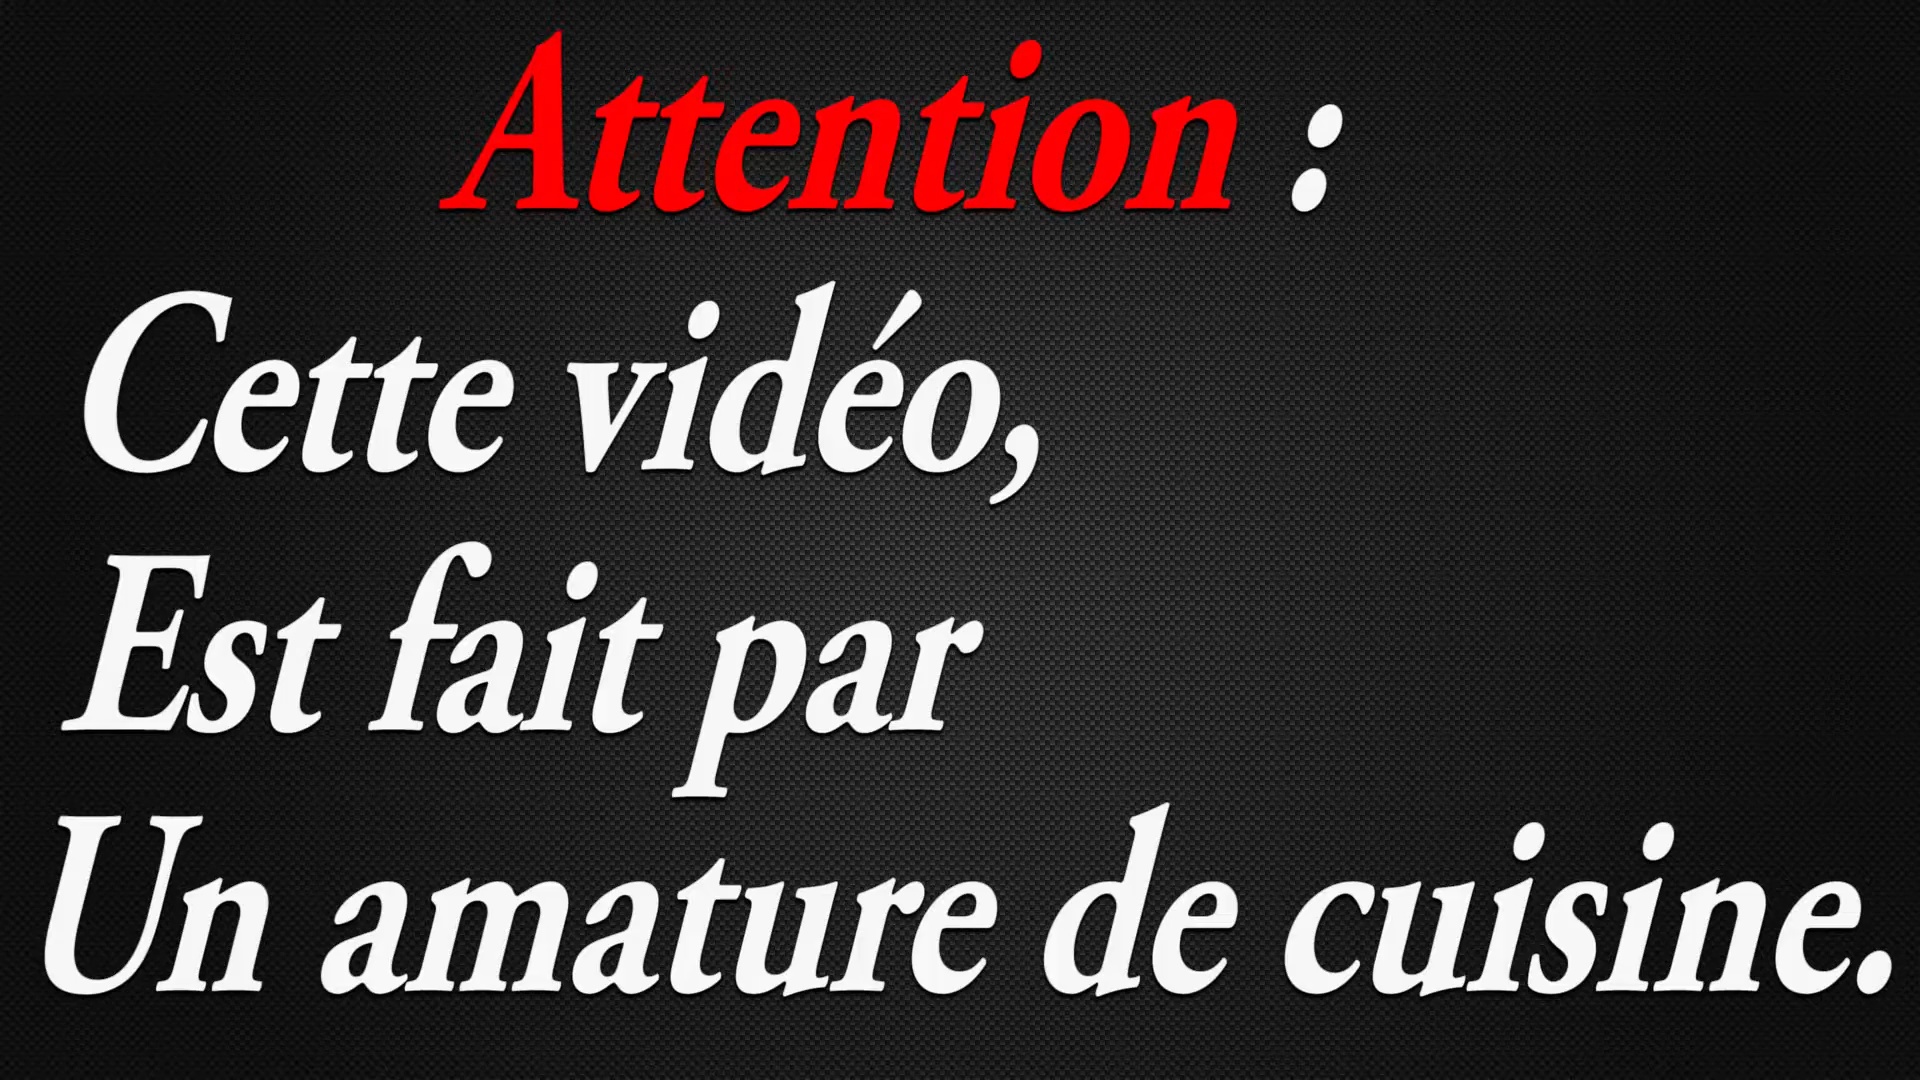 Attention :
Cette vidéo,
Est fait par
Un amature de cuisine.